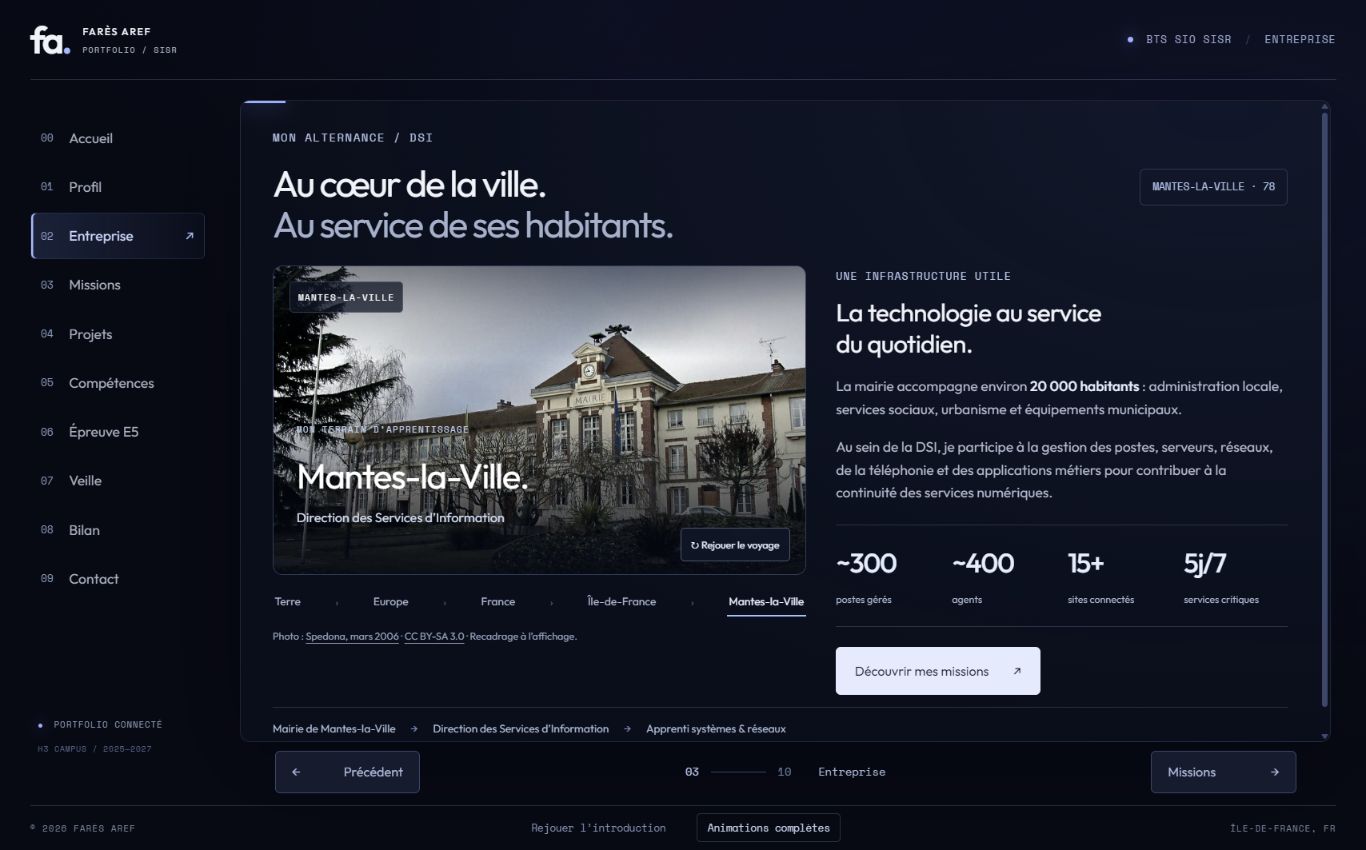 fa.
FARÈS AREF
PORTFOLIO / SISR
BTS SIO SISR / ENTREPRISE
00 Accueil
01 Profil
02 Entreprise ↗
03 Missions
04 Projets
05 Compétences
06 Épreuve E5
07 Veille
08 Bilan
09 Contact
PORTFOLIO CONNECTÉ
H3 CAMPUS / 2025—2027
MON ALTERNANCE / DSI
Au cœur de la ville.
Au service de ses habitants.
MANTES-LA-VILLE · 78
MANTES-LA-VILLE
MAIRIE
MON TERRAIN D'APPRENTISSAGE
Mantes-la-Ville.
Direction des Services d'Information
↻ Rejouer le voyage
Terre › Europe › France › Île-de-France › Mantes-la-Ville
Photo : Spedona, mars 2006 · CC BY-SA 3.0 · Recadrage à l'affichage.
UNE INFRASTRUCTURE UTILE
La technologie au service
du quotidien.
La mairie accompagne environ 20 000 habitants : administration locale,
services sociaux, urbanisme et équipements municipaux.
Au sein de la DSI, je participe à la gestion des postes, serveurs, réseaux,
de la téléphonie et des applications métiers pour contribuer à la
continuité des services numériques.
~300 ~400 15+ 5j/7
postes gérés agents sites connectés services critiques
Découvrir mes missions ↗
Mairie de Mantes-la-Ville → Direction des Services d'Information → Apprenti systèmes & réseaux
← Précédent
03 — 10 Entreprise
Missions →
© 2026 FARÈS AREF
Rejouer l'introduction
Animations complètes
ÎLE-DE-FRANCE, FR